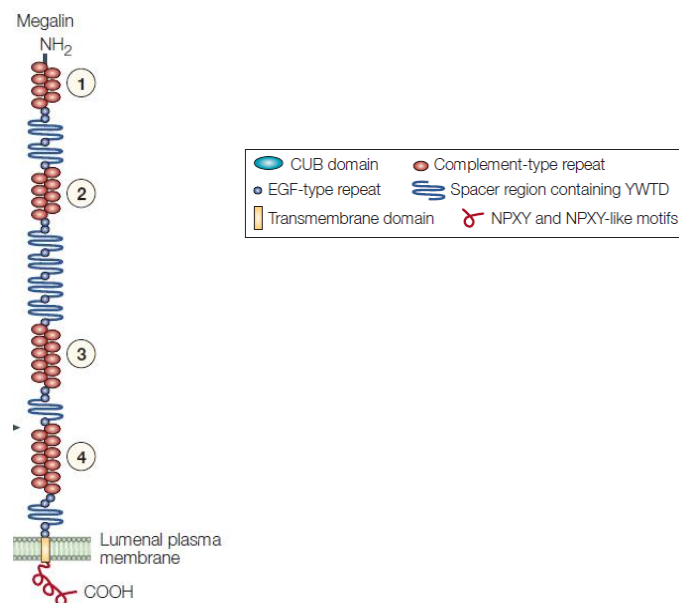 Megalin
NH2
1
2
3
4
CUB domain
Complement-type repeat
EGF-type repeat
Spacer region containing YWTD
Transmembrane domain
NPXY and NPXY-like motifs
Lumenal plasma
membrane
COOH